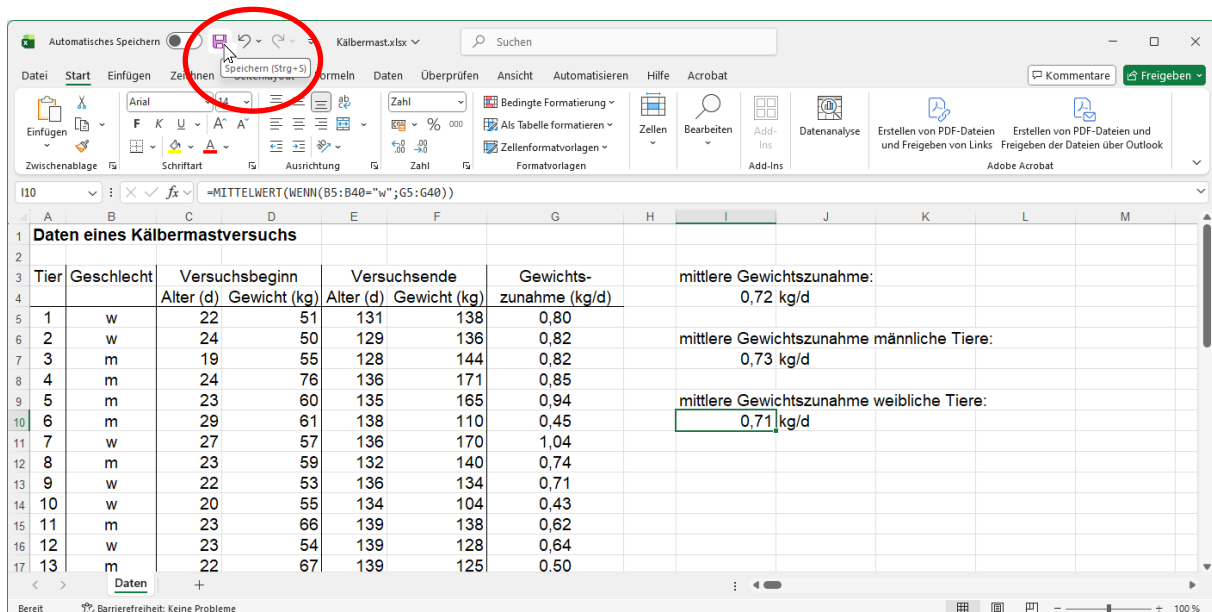 Automatisches Speichern Kälbermast.xlsx Suchen
Speichern (Strg+S)
Datei Start Einfügen Formeln Daten Überprüfen Ansicht Automatisieren Hilfe Acrobat Kommentare Freigeben
Einfügen Arial 14 F K U A A A ab Zahl % 000 Bedingte Formatierung Als Tabelle formatieren Zellenformatvorlagen Zellen Bearbeiten Add-Ins Datenanalyse Erstellen von PDF-Dateien und Freigeben von Links Erstellen von PDF-Dateien und Freigeben der Dateien über Outlook
Zwischenablage Schriftart Ausrichtung Zahl Formatvorlagen Add-Ins Adobe Acrobat
I10 fx =MITTELWERT(WENN(B5:B40="w";G5:G40))
A B C D E F G H I J K L M
1 Daten eines Kälbermastversuchs
2
3 Tier Geschlecht Versuchsbeginn Versuchsende Gewichts- mittlere Gewichtszunahme:
4 Alter (d) Gewicht (kg) Alter (d) Gewicht (kg) zunahme (kg/d) 0,72 kg/d
5 1 w 22 51 131 138 0,80
6 2 w 24 50 129 136 0,82 mittlere Gewichtszunahme männliche Tiere:
7 3 m 19 55 128 144 0,82 0,73 kg/d
8 4 m 24 76 136 171 0,85
9 5 m 23 60 135 165 0,94 mittlere Gewichtszunahme weibliche Tiere:
10 6 m 29 61 138 110 0,45 0,71 kg/d
11 7 w 27 57 136 170 1,04
12 8 m 23 59 132 140 0,74
13 9 w 22 53 136 134 0,71
14 10 w 20 55 134 104 0,43
15 11 m 23 66 139 138 0,62
16 12 w 23 54 139 128 0,64
17 13 m 22 67 139 125 0,50
Daten
Bereit Barrierefreiheit: Keine Probleme 100 %